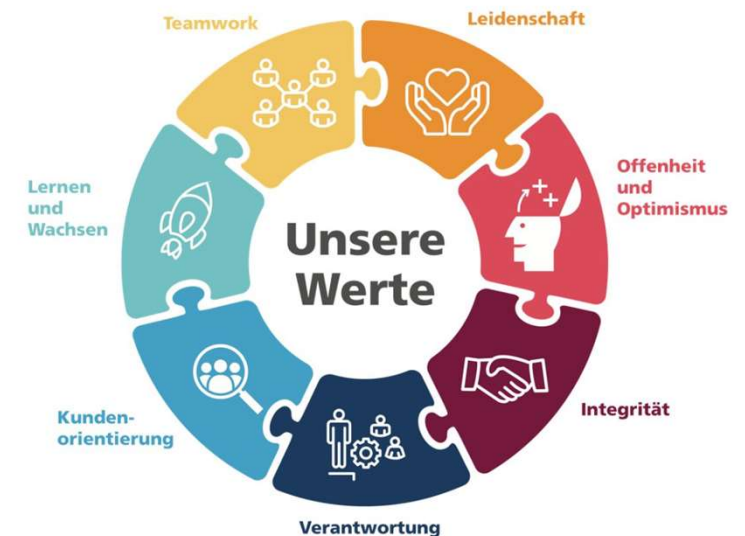 Teamwork
Leidenschaft
Offenheit
und
Optimismus
Lernen
und
Wachsen
Unsere
Werte
Integrität
Kunden-
orientierung
Verantwortung